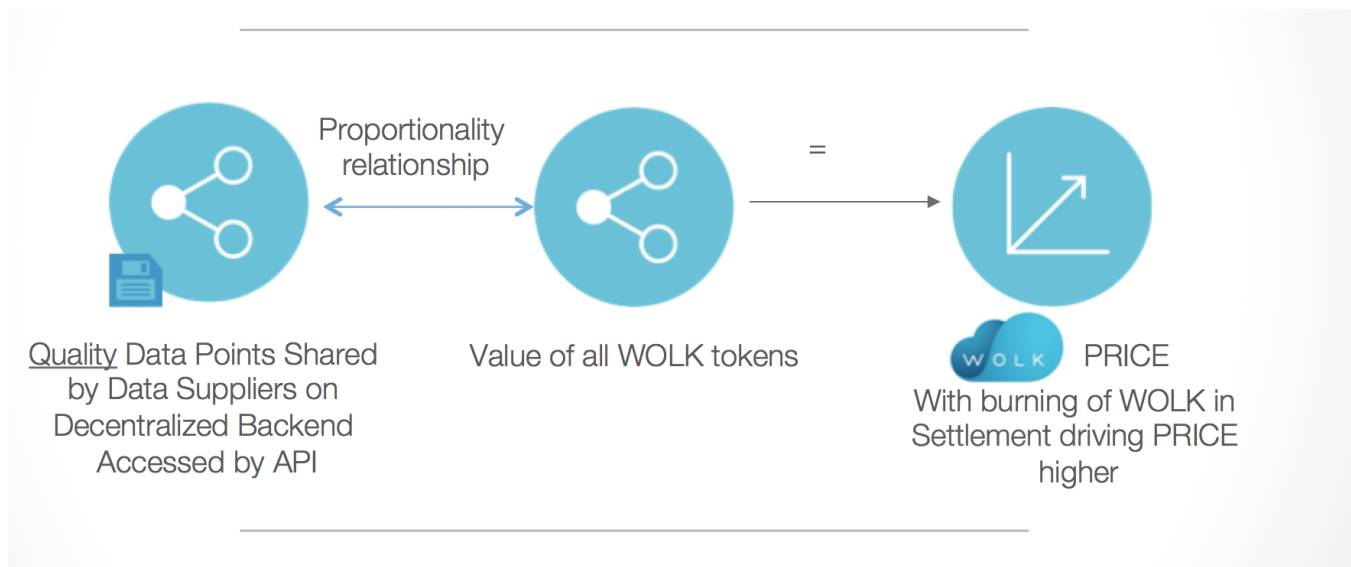 Proportionality
relationship
=
Quality Data Points Shared
by Data Suppliers on
Decentralized Backend
Accessed by API
Value of all WOLK tokens
WOLK PRICE
With burning of WOLK in
Settlement driving PRICE
higher